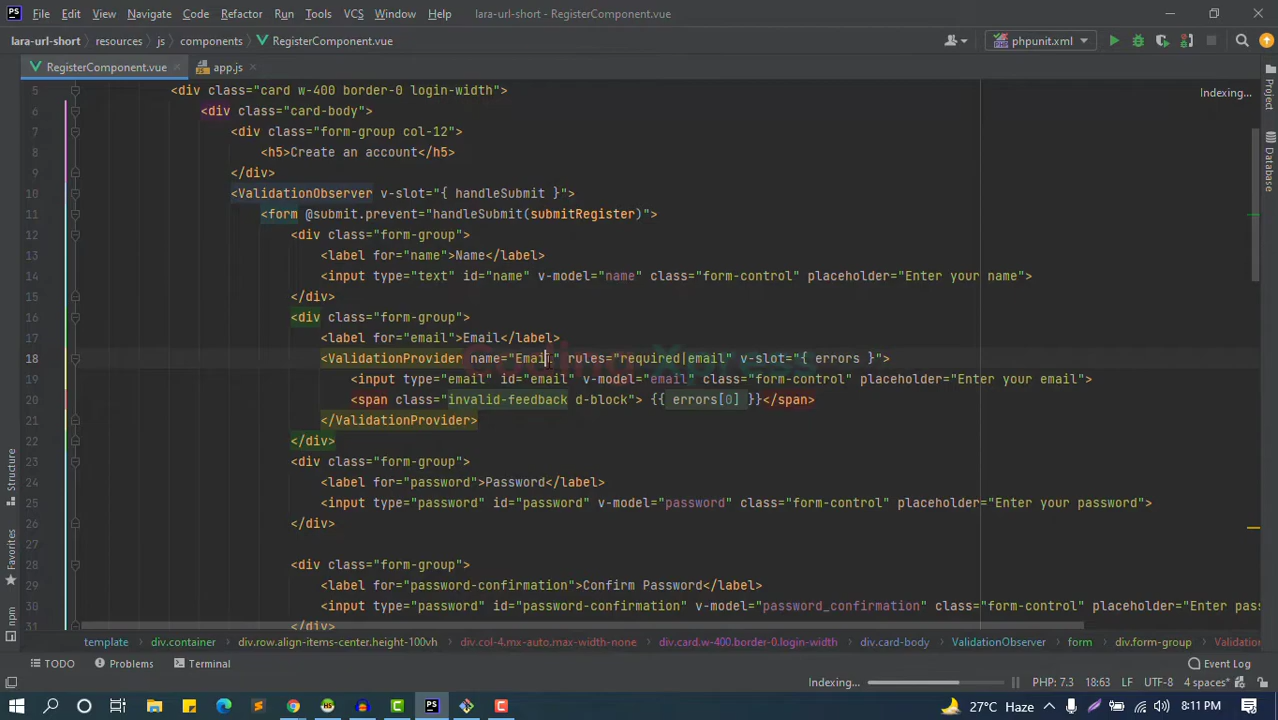 File Edit View Navigate Code Refactor Run Tools VCS Window Help lara-url-short - RegisterComponent.vue
lara-url-short resources js components RegisterComponent.vue phpunit.xml
RegisterComponent.vue app.js
Indexing...
5 <div class="card w-400 border-0 login-width">
6 <div class="card-body">
7 <div class="form-group col-12">
8 <h5>Create an account</h5>
9 </div>
10 <ValidationObserver v-slot="{ handleSubmit }">
11 <form @submit.prevent="handleSubmit(submitRegister)">
12 <div class="form-group">
13 <label for="name">Name</label>
14 <input type="text" id="name" v-model="name" class="form-control" placeholder="Enter your name">
15 </div>
16 <div class="form-group">
17 <label for="email">Email</label>
18 <ValidationProvider name="Email" rules="required|email" v-slot="{ errors }">
19 <input type="email" id="email" v-model="email" class="form-control" placeholder="Enter your email">
20 <span class="invalid-feedback d-block"> {{ errors[0] }}</span>
21 </ValidationProvider>
22 </div>
23 <div class="form-group">
24 <label for="password">Password</label>
25 <input type="password" id="password" v-model="password" class="form-control" placeholder="Enter your password">
26 </div>
27
28 <div class="form-group">
29 <label for="password-confirmation">Confirm Password</label>
30 <input type="password" id="password-confirmation" v-model="password_confirmation" class="form-control" placeholder="Enter pas
31 </div>
Coding Xpress
Project
Database
Structure
Favorites
npm
template div.container div.row.align-items-center.height-100vh div.col-4.mx-auto.max-width-none div.card.w-400.border-0.login-width div.card-body ValidationObserver form div.form-group Validatio
TODO Problems Terminal Event Log
Indexing... PHP: 7.3 18:63 LF UTF-8 4 spaces*
27°C Haze 8:11 PM